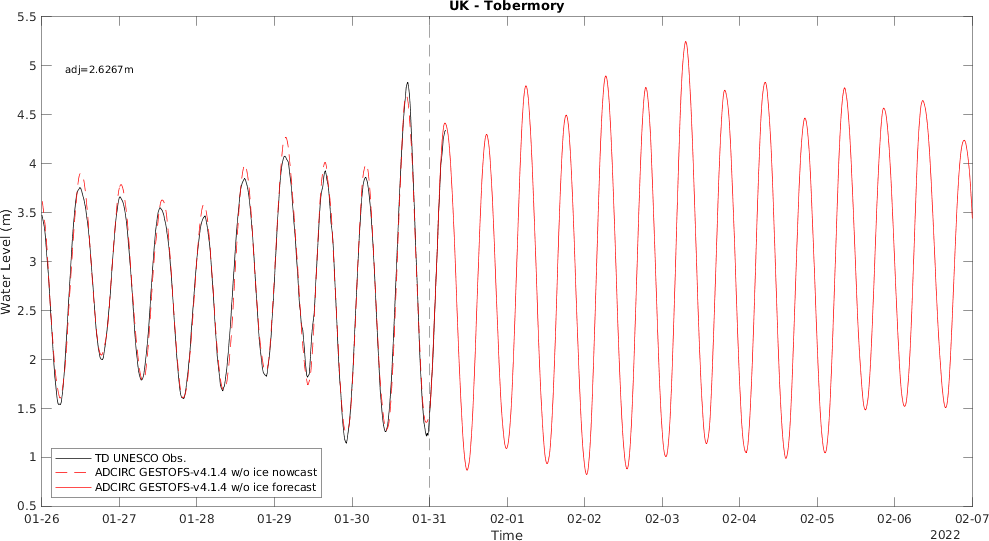 UK - Tobermory
5.5
5
4.5
4
3.5
3
2.5
2
1.5
1
0.5
Water Level (m)
adj=2.6267m
TD UNESCO Obs.
ADCIRC GESTOFS-v4.1.4 w/o ice nowcast
ADCIRC GESTOFS-v4.1.4 w/o ice forecast
01-26 01-27 01-28 01-29 01-30 01-31 02-01 02-02 02-03 02-04 02-05 02-06 02-07
Time
2022